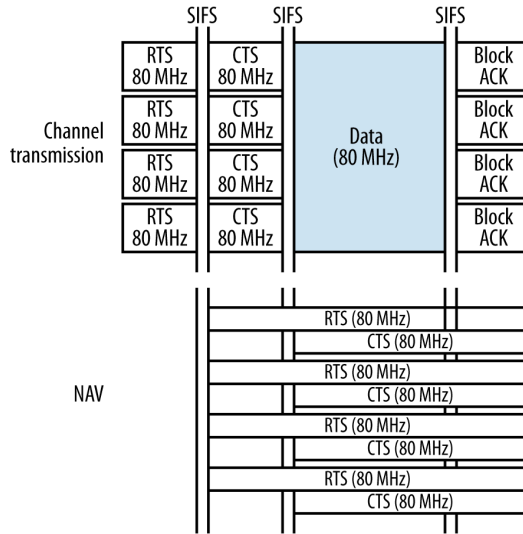 SIFS SIFS SIFS
RTS
80 MHz
CTS
80 MHz
Block
ACK
RTS
80 MHz
CTS
80 MHz
Block
ACK
Channel
transmission
Data
(80 MHz)
RTS
80 MHz
CTS
80 MHz
Block
ACK
RTS
80 MHz
CTS
80 MHz
Block
ACK
NAV
RTS (80 MHz)
CTS (80 MHz)
RTS (80 MHz)
CTS (80 MHz)
RTS (80 MHz)
CTS (80 MHz)
RTS (80 MHz)
CTS (80 MHz)